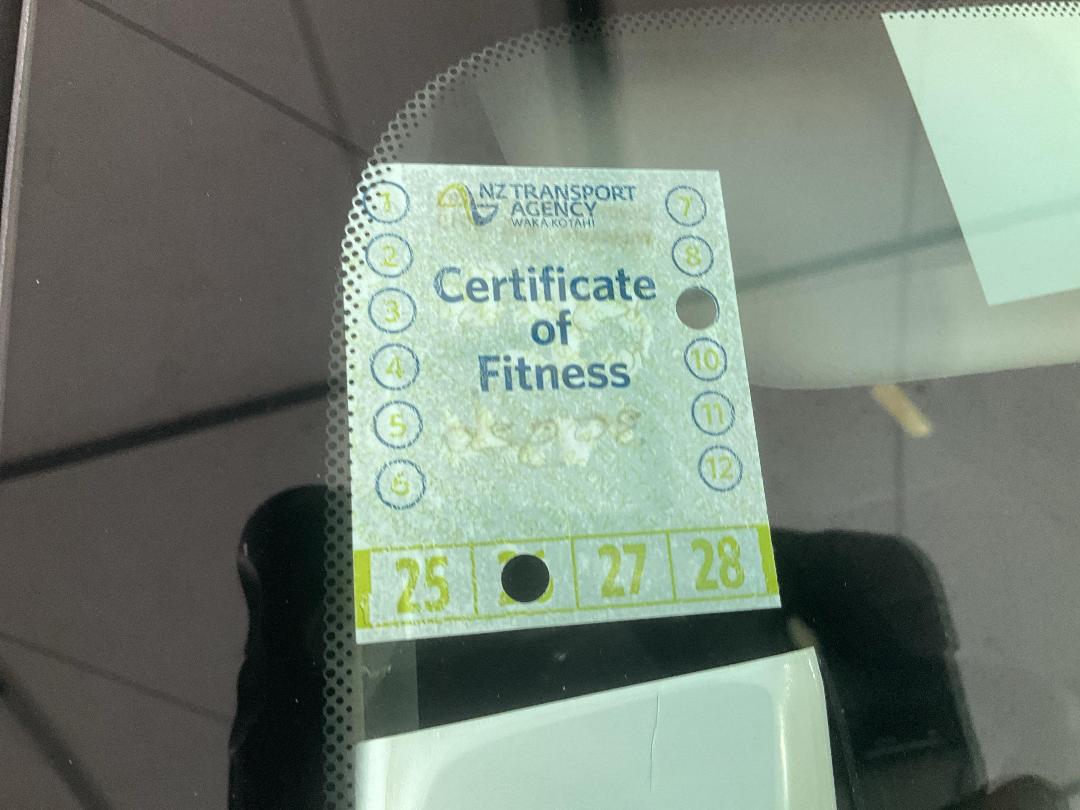 NZ TRANSPORT
AGENCY
WAKA KOTAHI
Certificate
of
Fitness
1
2
3
4
5
6
7
8
10
11
12
25 27 28